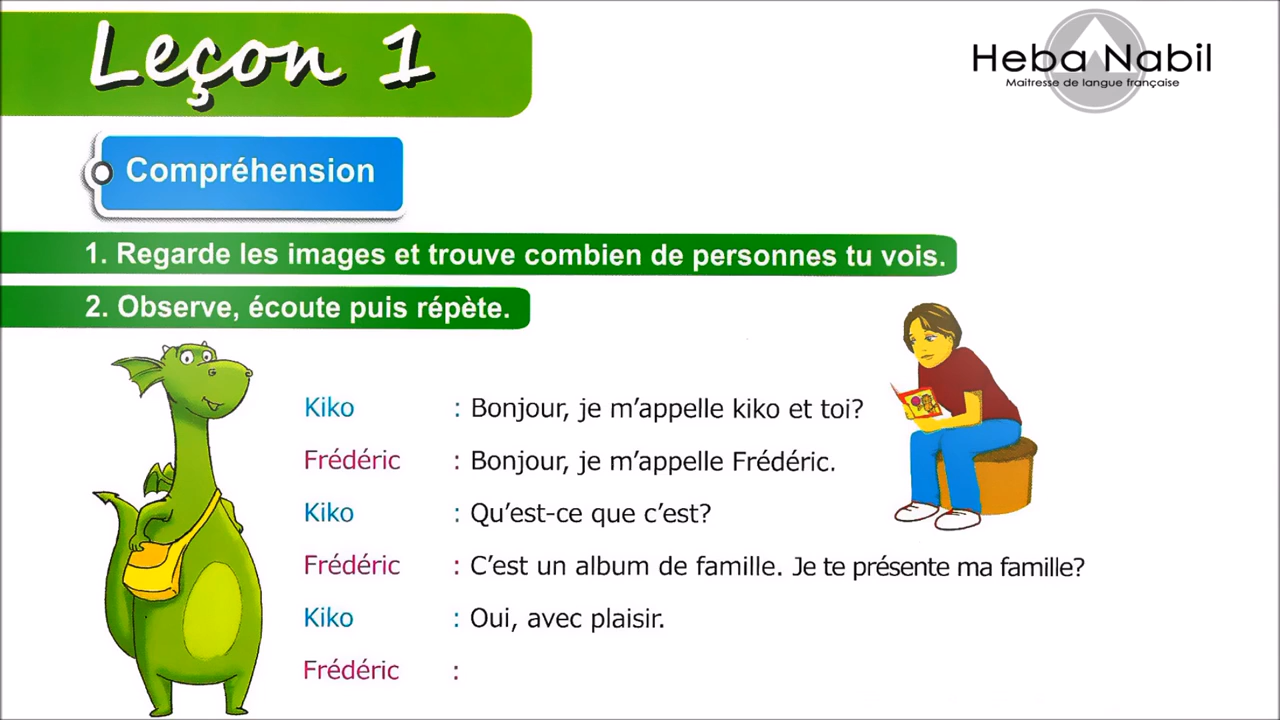 Leçon 1
Heba Nabil
Maîtresse de langue française
Compréhension
1. Regarde les images et trouve combien de personnes tu vois.
2. Observe, écoute puis répète.
Kiko : Bonjour, je m'appelle kiko et toi?
Frédéric : Bonjour, je m'appelle Frédéric.
Kiko : Qu'est-ce que c'est?
Frédéric : C'est un album de famille. Je te présente ma famille?
Kiko : Oui, avec plaisir.
Frédéric :